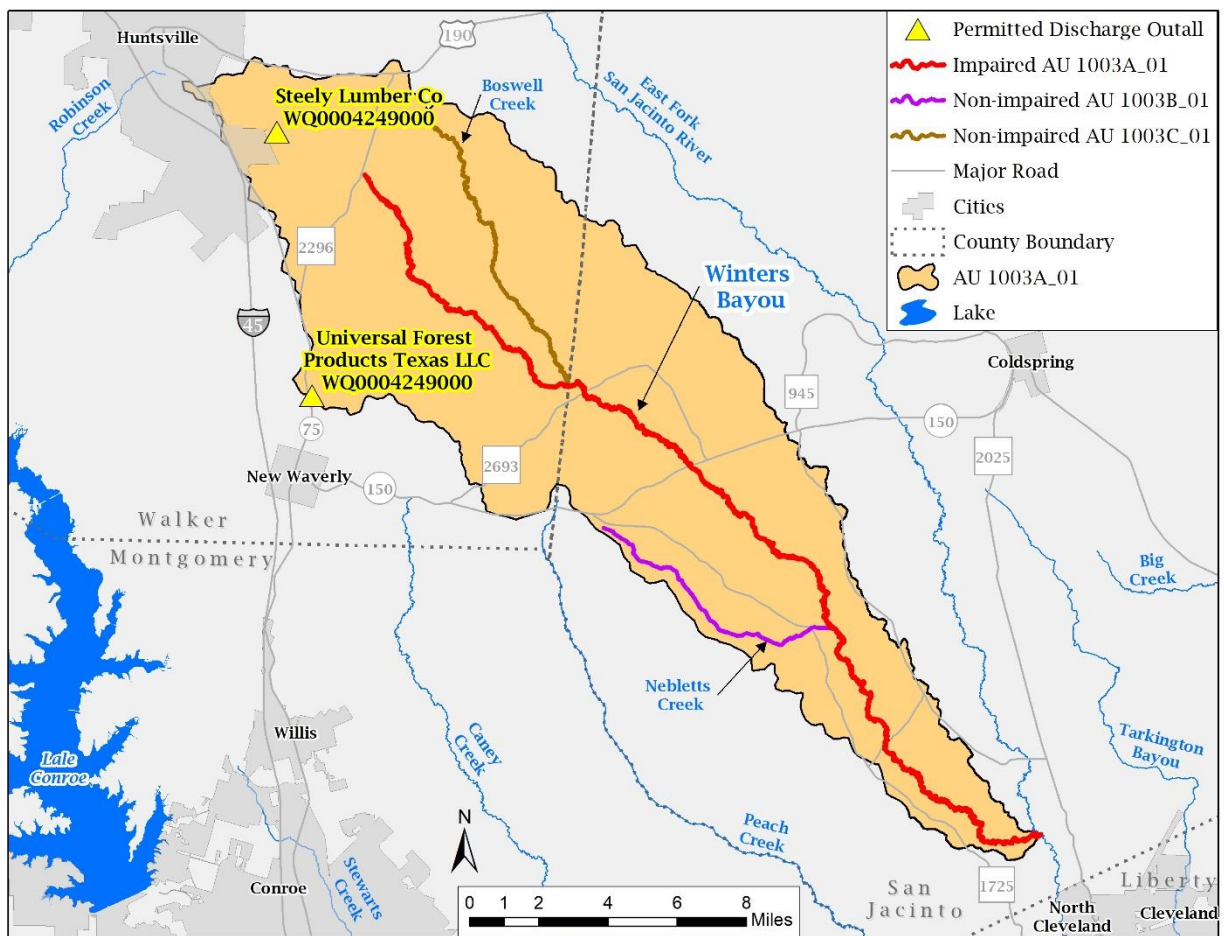 Huntsville
190
Boswell
Creek
East Fork
San Jacinto River
Robinson
Creek
Steely Lumber Co
WQ0004249000
2296
Winters
Bayou
45
Universal Forest
Products Texas LLC
WQ0004249000
75
New Waverly
150
2693
945
150
Coldspring
2025
Walker
Montgomery
Big
Creek
Nebletts
Creek
Willis
Lale
Conroe
Caney
Creek
Tarkington
Bayou
Peach
Creek
Conroe
Stewarts
Creek
San
Jacinto
1725
North
Cleveland
Liberty
Cleveland
N
0 1 2 4 6 8
Miles
Permitted Discharge Outall
Impaired AU 1003A_01
Non-impaired AU 1003B_01
Non-impaired AU 1003C_01
Major Road
Cities
County Boundary
AU 1003A_01
Lake